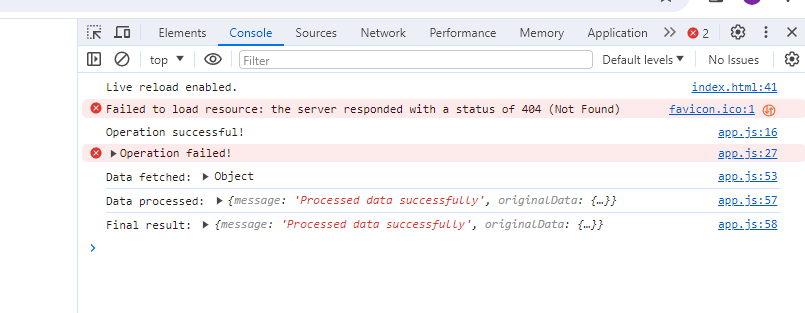 Elements Console Sources Network Performance Memory Application » 2
top ▼ Filter Default levels ▼ No Issues
Live reload enabled. index.html:41
Failed to load resource: the server responded with a status of 404 (Not Found) favicon.ico:1
Operation successful! app.js:16
▶Operation failed! app.js:27
Data fetched: ▶ Object app.js:53
Data processed: ▶ {message: 'Processed data successfully', originalData: {…}} app.js:57
Final result: ▶ {message: 'Processed data successfully', originalData: {…}} app.js:58
>